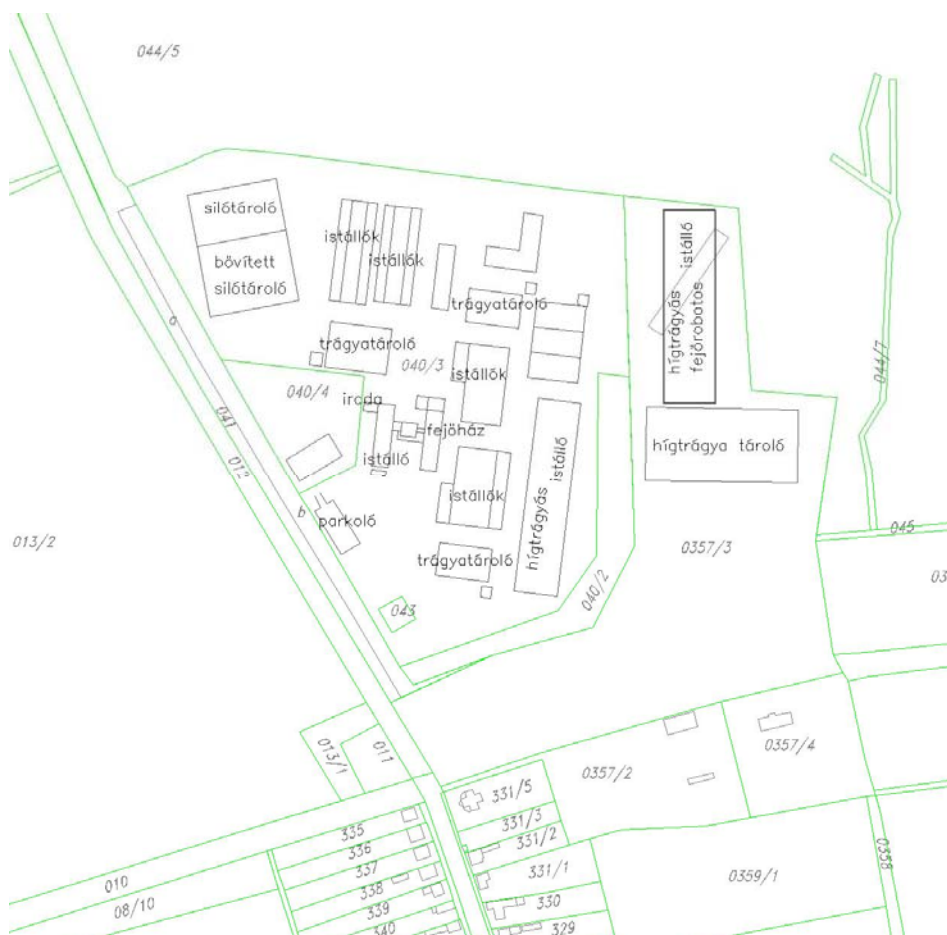 044/5
silótároló
bővített
silótároló
istállók
istállók
trágyatároló
hígtrágyás istálló
fejőrobatos
044/7
a
trágyatároló
040/3
istállók
040/4
iroda
fejőház
041
012
istálló
hígtrágya tároló
b
parkoló
istállók
hígtrágyás istálló
013/2
0357/3
045
03
trágyatároló
040/2
043
013/1
011
0357/4
0357/2
331/5
331/3
331/2
331/1
335
336
337
338
339
340
010
08/10
330
329
0359/1
0358